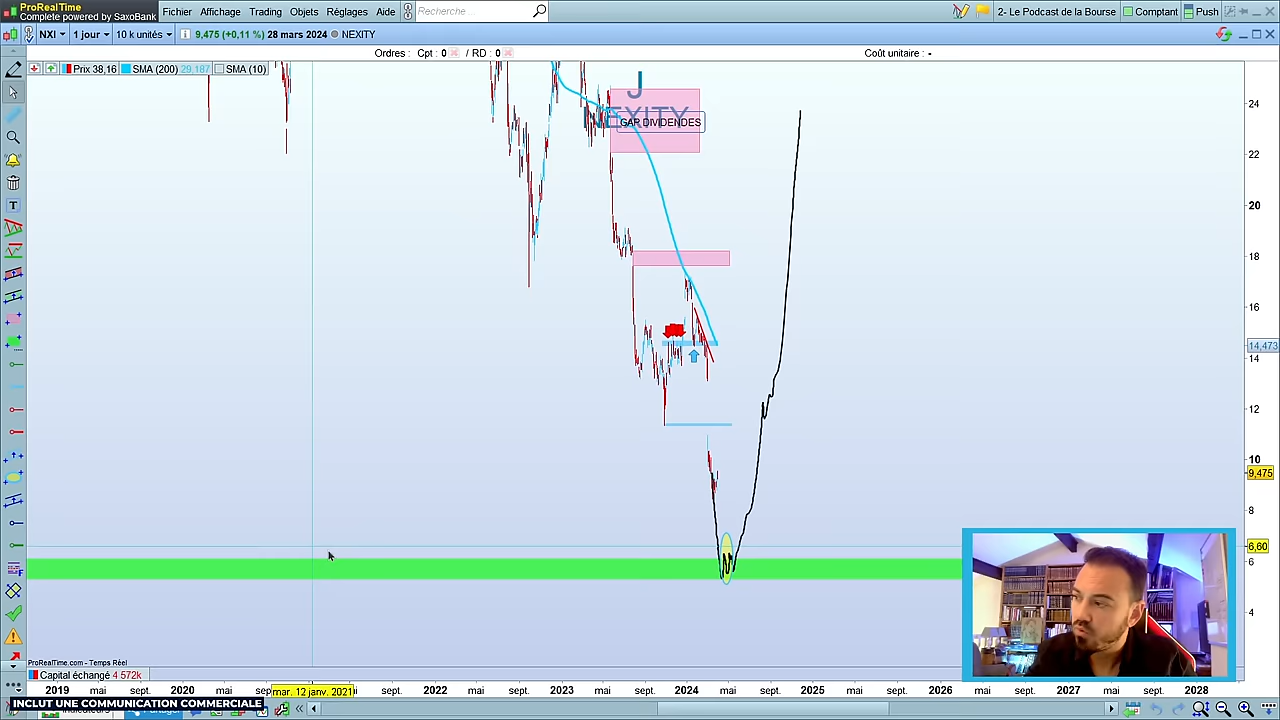 ProRealTime
Complete powered by SaxoBank
Fichier Affichage Trading Objets Réglages Aide
Recherche
2- Le Podcast de la Bourse Comptant Push
NXI 1 jour 10 k unités i 9,475 (+0,11 %) 28 mars 2024 NEXITY
Ordres : Cpt : 0 / RD : 0 Coût unitaire : -
Prix 38,16 SMA (200) 29,187 SMA (10)
J
NEXITY
GAP DIVIDENDES
24
22
20
18
16
14,473
14
12
10
9,475
8
6,60
6
4
ProRealTime.com - Temps Réel
Capital échangé 4 572k
2019 mai sept. 2020 mai mar. 12 janv. 2021 sept. 2022 mai sept. 2023 mai sept. 2024 mai sept. 2025 mai sept. 2026 mai sept. 2027 mai sept. 2028
INCLUT UNE COMMUNICATION COMMERCIALE